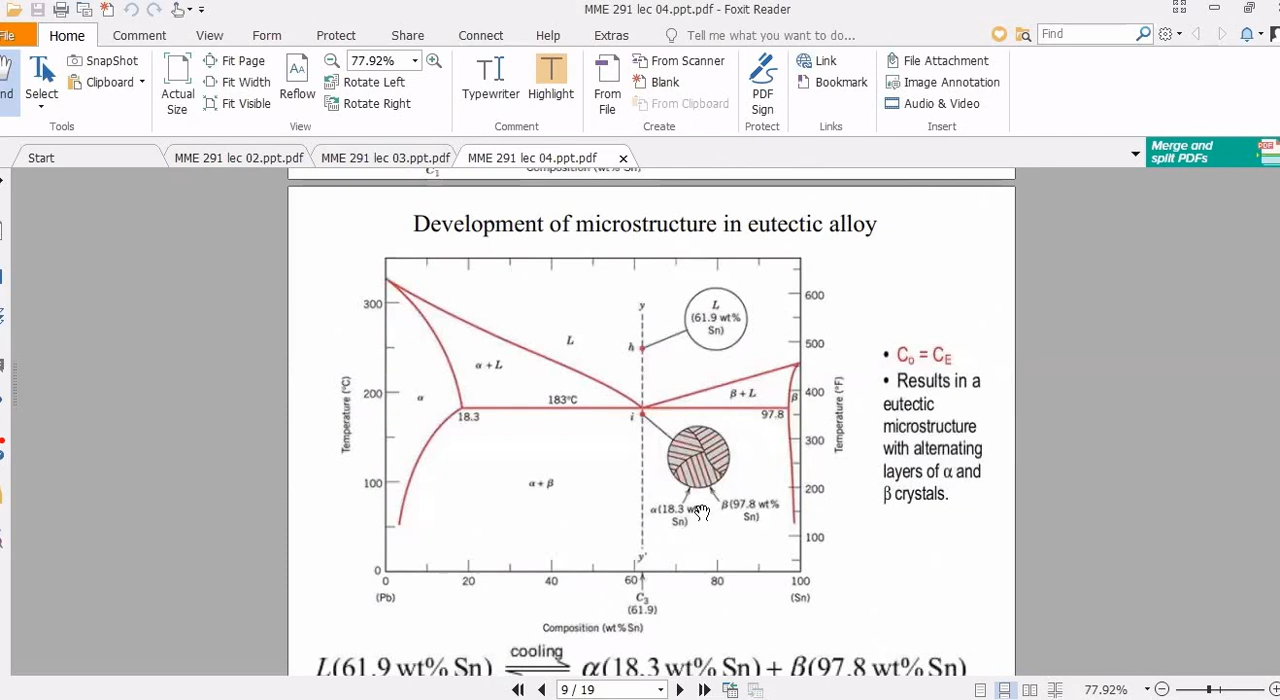 MME 291 lec 04.ppt.pdf - Foxit Reader
File Home Comment View Form Protect Share Connect Help Extras Tell me what you want to do... Find
SnapShot
Clipboard
Select
Tools
Actual Size
Fit Page
Fit Width
Fit Visible
Reflow
77.92%
Rotate Left
Rotate Right
View
Typewriter
Highlight
Comment
From File
From Scanner
Blank
From Clipboard
Create
PDF Sign
Protect
Link
Bookmark
Links
File Attachment
Image Annotation
Audio & Video
Insert
Start
MME 291 lec 02.ppt.pdf
MME 291 lec 03.ppt.pdf
MME 291 lec 04.ppt.pdf
Merge and
split PDFs
PDF
C₁
Composition (wt% Sn)
Development of microstructure in eutectic alloy
Temperature (°C)
300
200
100
0
Temperature (°F)
600
500
400
300
200
100
y
L
(61.9 wt%
Sn)
h
L
α + L
α
β + L
β
183°C
18.3
97.8
i
α + β
α(18.3
Sn)
β(97.8 wt%
Sn)
y'
0 20 40 60 80 100
(Pb)
(Sn)
C₃
(61.9)
Composition (wt% Sn)
• C₀ = Cᴇ
• Results in a
eutectic
microstructure
with alternating
layers of α and
β crystals.
cooling
L(61.9 wt% Sn) ⇌ α(18.3 wt% Sn) + β(97.8 wt% Sn)
9 / 19
77.92%